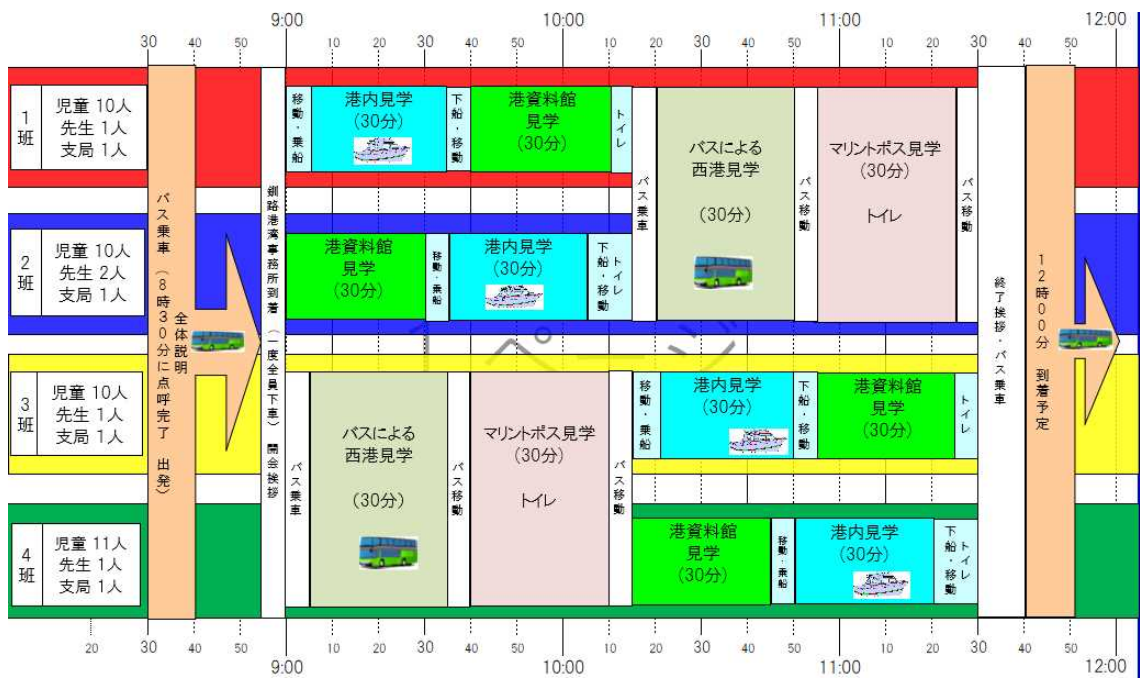 9:00 10:00 11:00 12:00
30 40 50 10 20 30 40 50 10 20 30 40 50 10 20 30 40 50
1班
児童 10人
先生 1人
支局 1人
2班
児童 10人
先生 2人
支局 1人
3班
児童 10人
先生 1人
支局 1人
4班
児童 11人
先生 1人
支局 1人
バス乗車 (8時30分に点呼完了 出発)
全体説明
釧路港湾事務所到着 (一度全員下車) 開会挨拶
移動・乗船
港内見学
(30分)
下船・移動
港資料館
見学
(30分)
トイレ
港資料館
見学
(30分)
移動・乗船
港内見学
(30分)
下船・移動
トイレ
バス乗車
バスによる
西港見学
(30分)
バス移動
マリントポス見学
(30分)
トイレ
バス移動
バス乗車
バスによる
西港見学
(30分)
バス移動
マリントポス見学
(30分)
トイレ
バス移動
移動・乗船
港内見学
(30分)
下船・移動
港資料館
見学
(30分)
トイレ
港資料館
見学
(30分)
移動・乗船
港内見学
(30分)
下船・移動
トイレ
終了挨拶・バス乗車
12時00分 到着予定
ページ
20 30 40 50 10 20 30 40 50 10 20 30 40 50 10 20 30 40 50
9:00 10:00 11:00 12:00